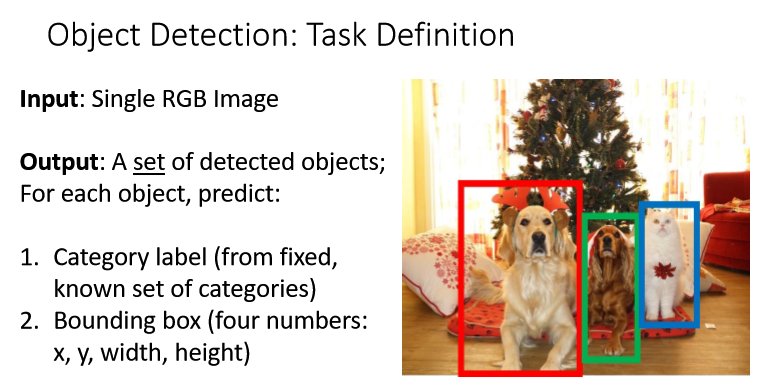 Object Detection: Task Definition
Input: Single RGB Image
Output: A set of detected objects;
For each object, predict:
1. Category label (from fixed,
known set of categories)
2. Bounding box (four numbers:
x, y, width, height)